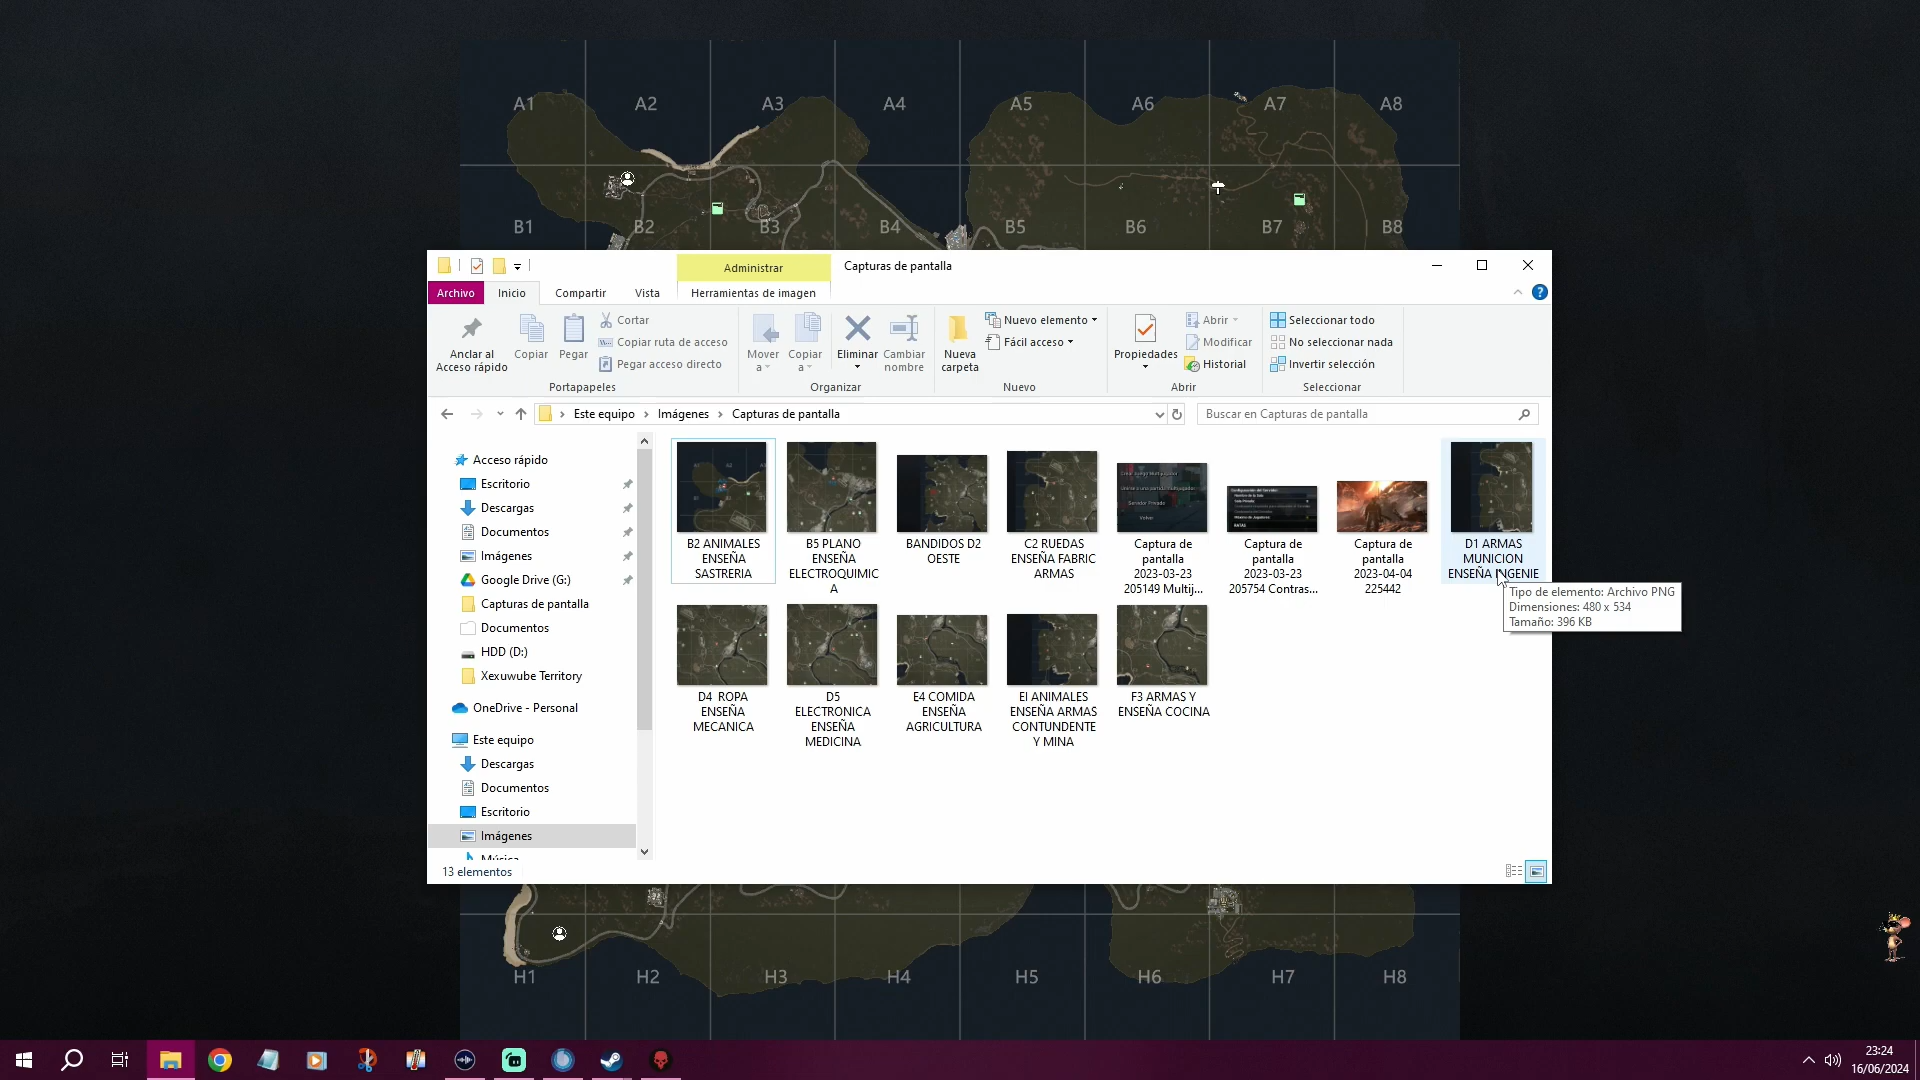 A1
A2
A3
A4
A5
A6
A7
A8
B1
B2
B3
B4
B5
B6
B7
B8
Administrar
Capturas de pantalla
Archivo
Inicio
Compartir
Vista
Herramientas de imagen
Anclar al
Acceso rápido
Copiar
Pegar
Cortar
Copiar ruta de acceso
Pegar acceso directo
Portapapeles
Mover
a
Copiar
a
Eliminar
Cambiar
nombre
Organizar
Nueva
carpeta
Nuevo elemento
Fácil acceso
Nuevo
Propiedades
Abrir
Modificar
Historial
Abrir
Seleccionar todo
No seleccionar nada
Invertir selección
Seleccionar
Este equipo
Imágenes
Capturas de pantalla
Buscar en Capturas de pantalla
Acceso rápido
Escritorio
Descargas
Documentos
Imágenes
Google Drive (G:)
Capturas de pantalla
Documentos
HDD (D:)
Xexuwube Territory
OneDrive - Personal
Este equipo
Descargas
Documentos
Escritorio
Imágenes
Música
B2 ANIMALES
ENSEÑA
SASTRERIA
B5 PLANO
ENSEÑA
ELECTROQUIMIC
A
BANDIDOS D2
OESTE
C2 RUEDAS
ENSEÑA FABRIC
ARMAS
Captura de
pantalla
2023-03-23
205149 Multij...
Captura de
pantalla
2023-03-23
205754 Contras...
Captura de
pantalla
2023-04-04
225442
D1 ARMAS
MUNICION
ENSEÑA INGENIE
Tipo de elemento: Archivo PNG
Dimensiones: 480 x 534
Tamaño: 396 KB
D4 ROPA
ENSEÑA
MECANICA
D5
ELECTRONICA
ENSEÑA
MEDICINA
E4 COMIDA
ENSEÑA
AGRICULTURA
EI ANIMALES
ENSEÑA ARMAS
CONTUNDENTE
Y MINA
F3 ARMAS Y
ENSEÑA COCINA
13 elementos
H1
H2
H3
H4
H5
H6
H7
H8
23:24
16/06/2024